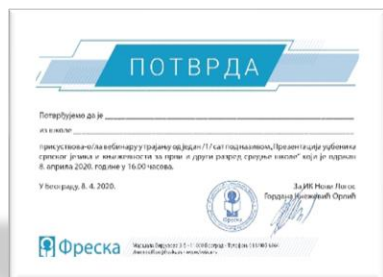 ПОТВРДА
Потврђујемо да је
из школе
присуствовао/ла вебинару у трајању од један /1/ сат под називом „Презентација уџбеника
српског језика и књижевности за први и други разред средње школе" који је одржан
8. априла 2020. године у 16.00 часова.
У Београду, 8. 4. 2020.
За ИК Нови Логос
Гордана Кнежевић Орлић
Фреска